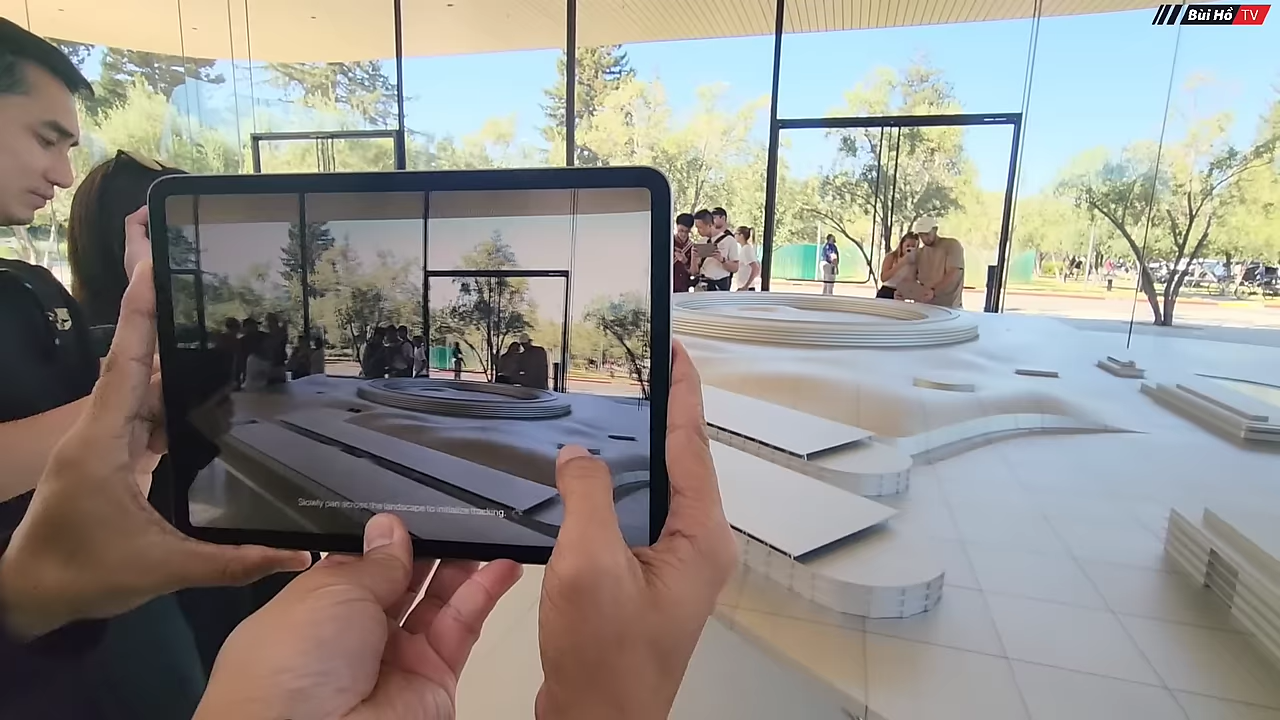 Bùi Hồ TV
Slowly pan across the landscape to initialize tracking.